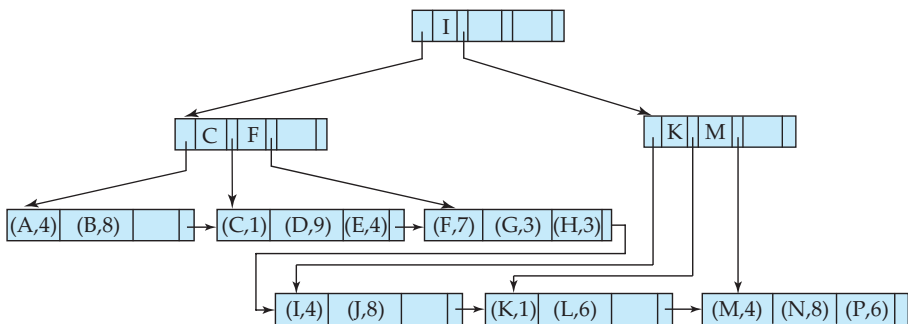 I
C F
K M
(A,4) (B,8) (C,1) (D,9) (E,4) (F,7) (G,3) (H,3)
(I,4) (J,8) (K,1) (L,6) (M,4) (N,8) (P,6)